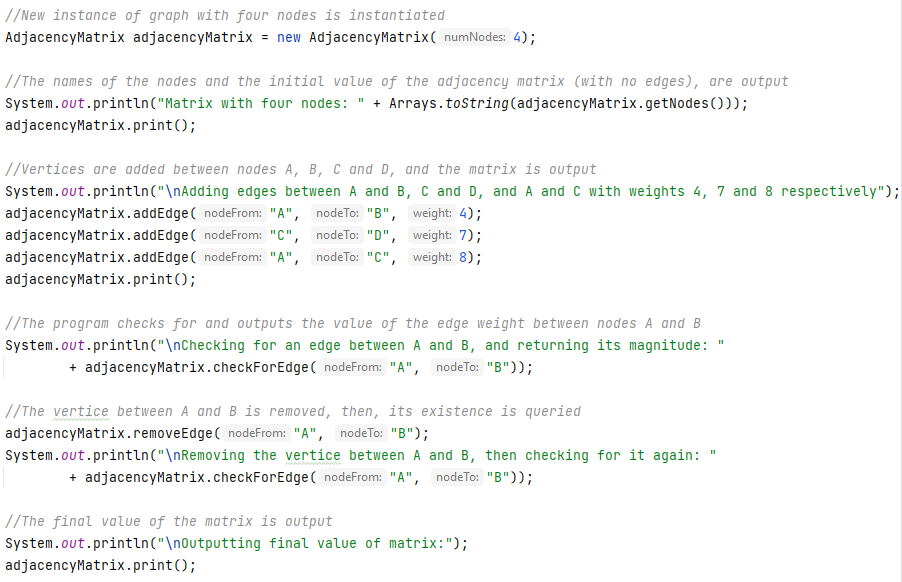 //New instance of graph with four nodes is instantiated
AdjacencyMatrix adjacencyMatrix = new AdjacencyMatrix( numNodes: 4);
//The names of the nodes and the initial value of the adjacency matrix (with no edges), are output
System.out.println("Matrix with four nodes: " + Arrays.toString(adjacencyMatrix.getNodes()));
adjacencyMatrix.print();
//Vertices are added between nodes A, B, C and D, and the matrix is output
System.out.println("\nAdding edges between A and B, C and D, and A and C with weights 4, 7 and 8 respectively");
adjacencyMatrix.addEdge( nodeFrom: "A", nodeTo: "B", weight: 4);
adjacencyMatrix.addEdge( nodeFrom: "C", nodeTo: "D", weight: 7);
adjacencyMatrix.addEdge( nodeFrom: "A", nodeTo: "C", weight: 8);
adjacencyMatrix.print();
//The program checks for and outputs the value of the edge weight between nodes A and B
System.out.println("\nChecking for an edge between A and B, and returning its magnitude: "
+ adjacencyMatrix.checkForEdge( nodeFrom: "A", nodeTo: "B"));
//The vertice between A and B is removed, then, its existence is queried
adjacencyMatrix.removeEdge( nodeFrom: "A", nodeTo: "B");
System.out.println("\nRemoving the vertice between A and B, then checking for it again: "
+ adjacencyMatrix.checkForEdge( nodeFrom: "A", nodeTo: "B"));
//The final value of the matrix is output
System.out.println("\nOutputting final value of matrix:");
adjacencyMatrix.print();